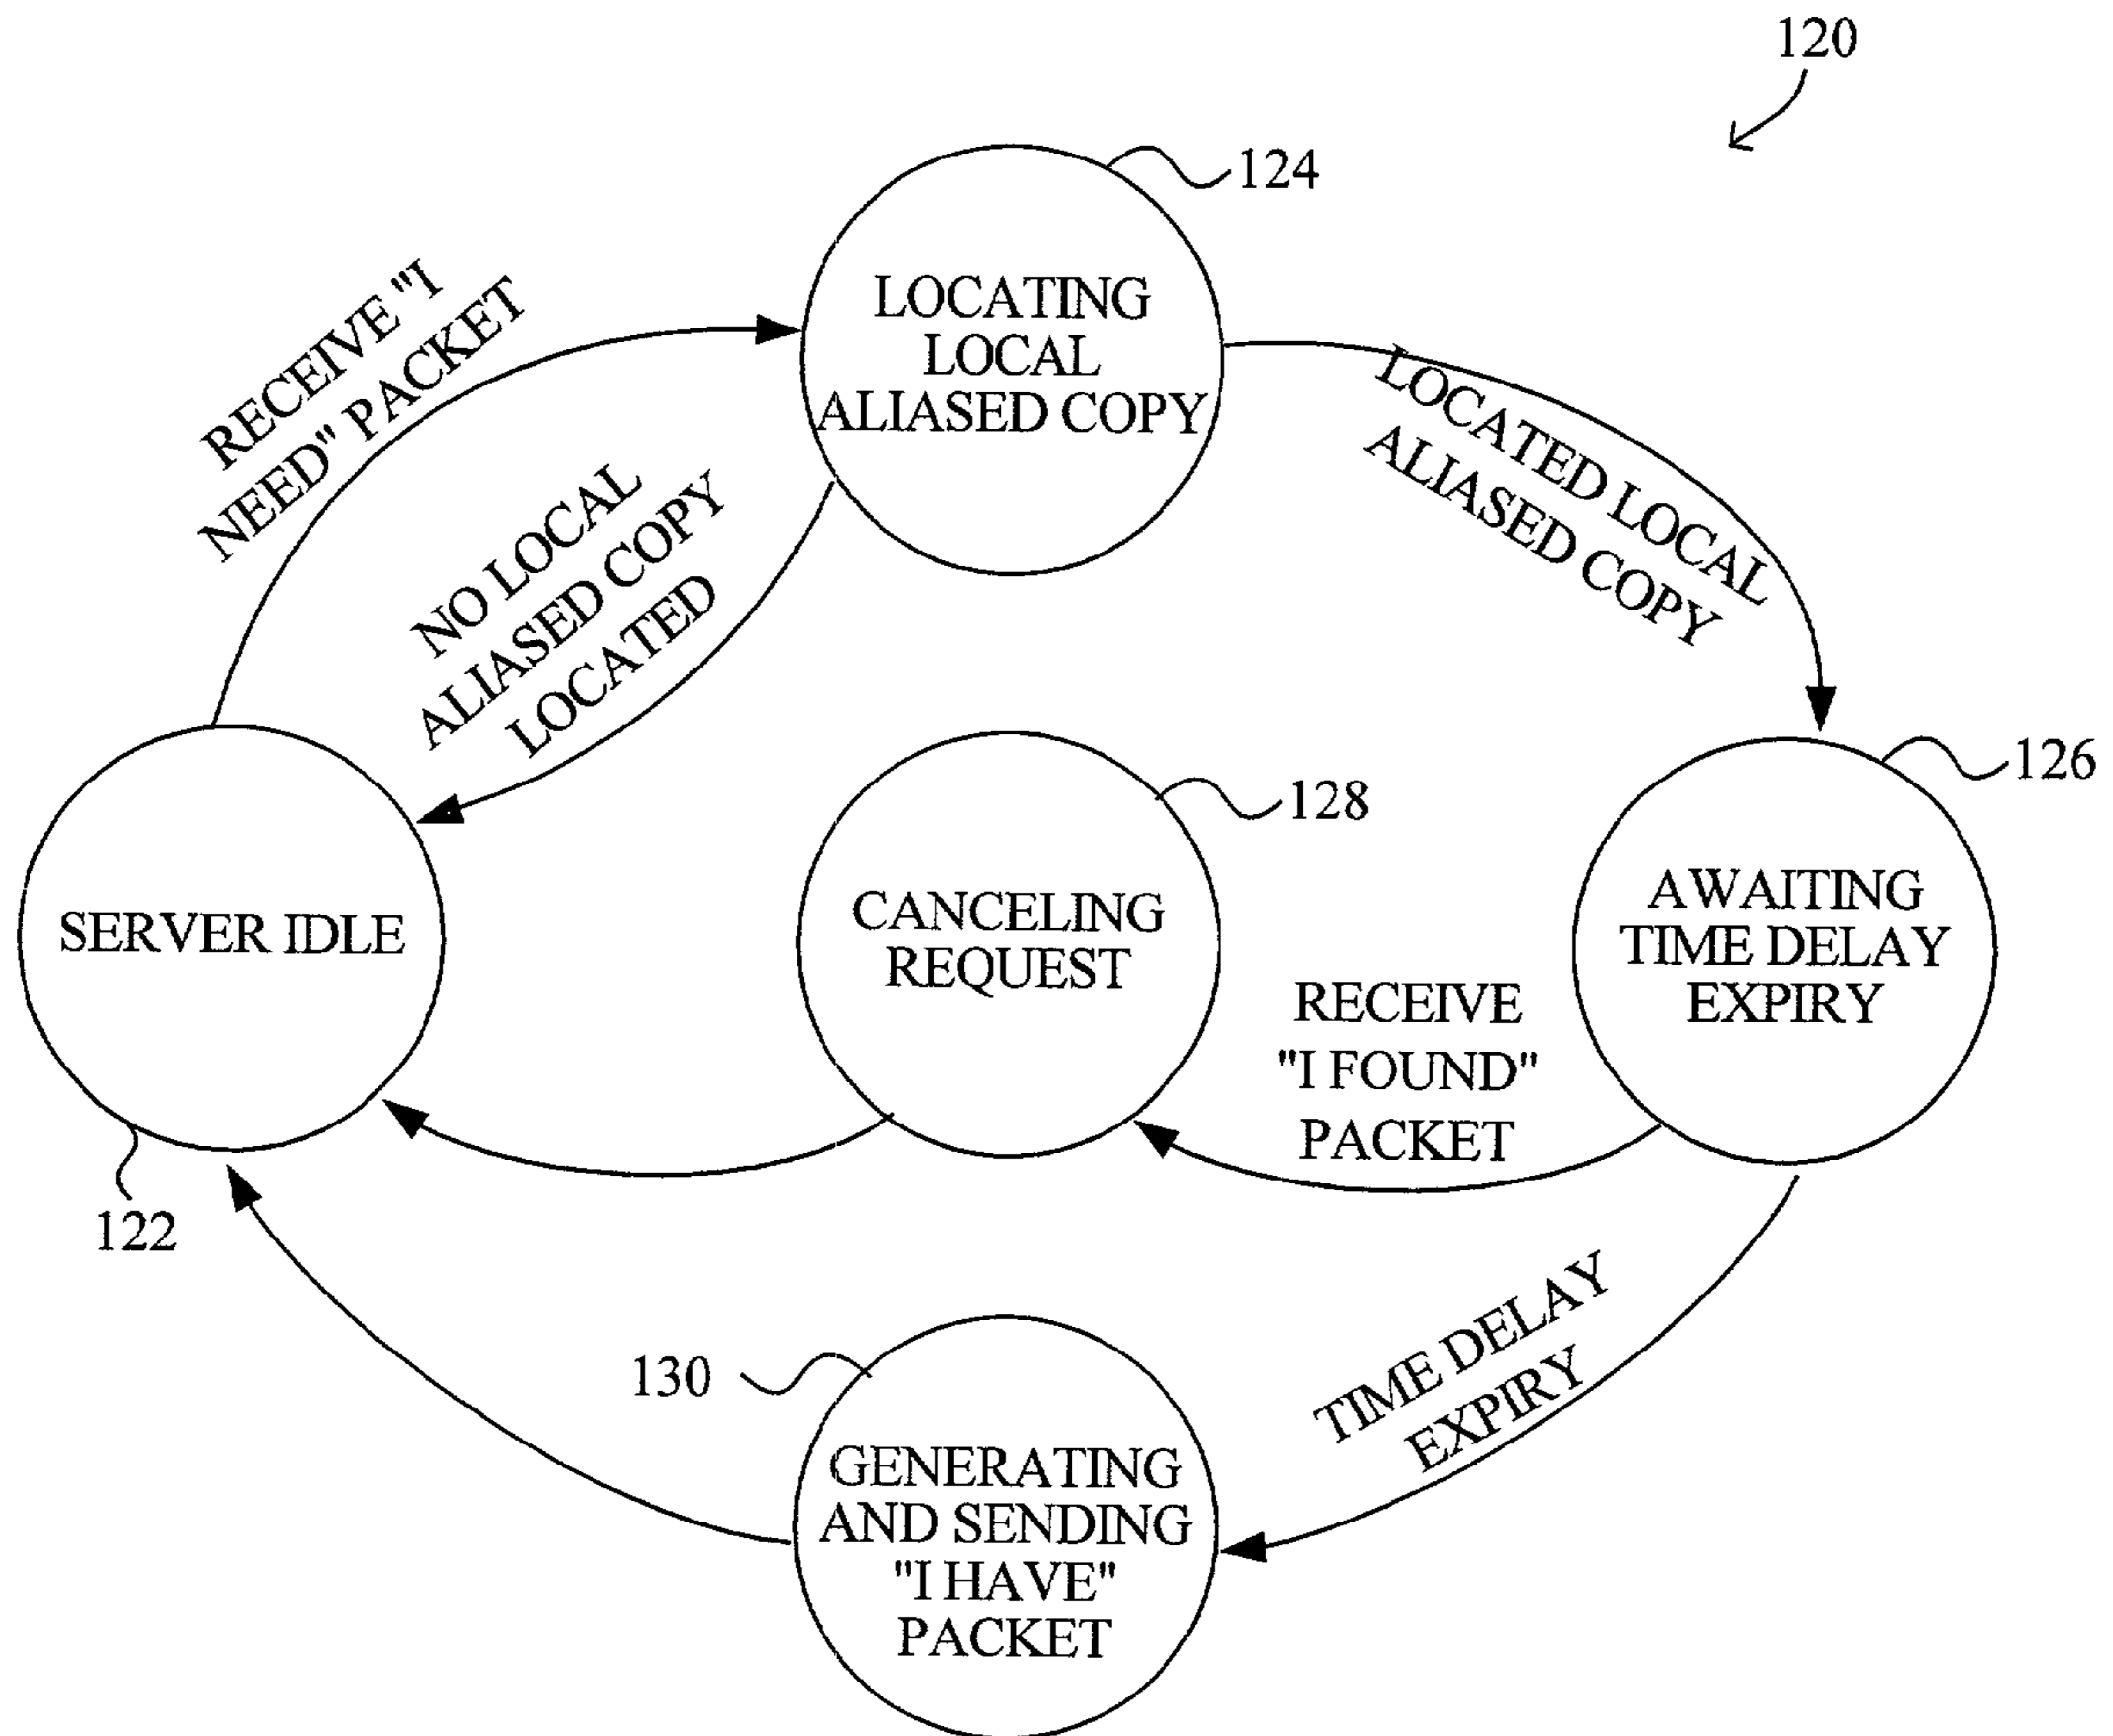 120
124
LOCATING
LOCAL
ALIASED COPY
RECEIVE "I
NEED" PACKET
NO LOCAL
ALIASED COPY
LOCATED
LOCATED LOCAL
ALIASED COPY
126
128
SERVER IDLE
CANCELING
REQUEST
AWAITING
TIME DELAY
EXPIRY
RECEIVE
"I FOUND"
PACKET
122
TIME DELAY
EXPIRY
130
GENERATING
AND SENDING
"I HAVE"
PACKET